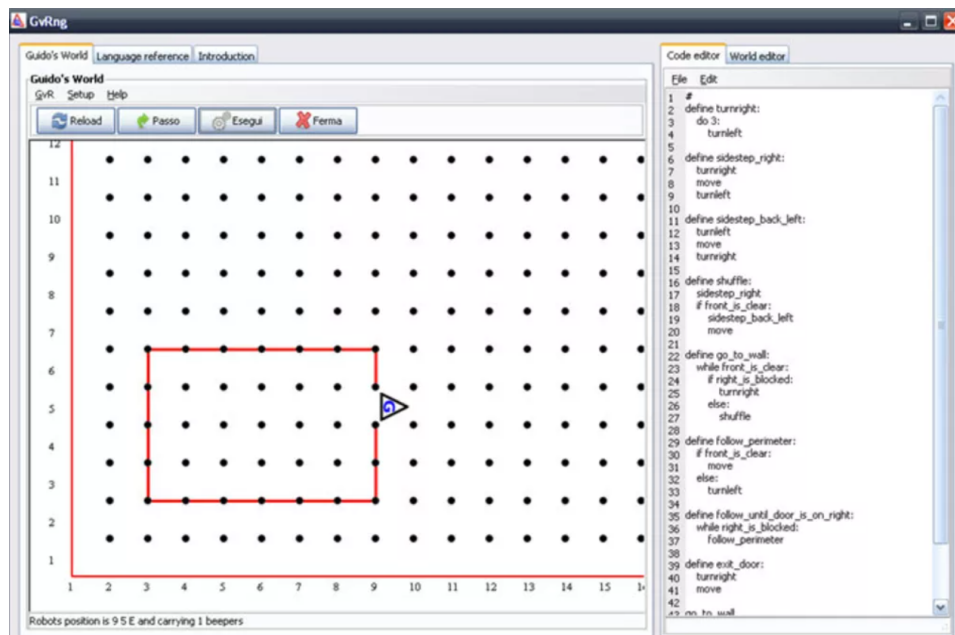 GvRng
Guido's World Language reference Introduction
Guido's World
GvR Setup Help
Reload Passo Esegui Ferma
12
11
10
9
8
7
6
5
4
3
2
1
1 2 3 4 5 6 7 8 9 10 11 12 13 14 15
Robots position is 9 5 E and carrying 1 beepers
Code editor World editor
File Edit
1 #
2 define turnright:
3 do 3:
4 turnleft
5
6 define sidestep_right:
7 turnright
8 move
9 turnleft
10
11 define sidestep_back_left:
12 turnleft
13 move
14 turnright
15
16 define shuffle:
17 sidestep_right
18 if front_is_clear:
19 sidestep_back_left
20 move
21
22 define go_to_wall:
23 while front_is_clear:
24 if right_is_blocked:
25 turnright
26 else:
27 shuffle
28
29 define follow_perimeter:
30 if front_is_clear:
31 move
32 else:
33 turnleft
34
35 define follow_until_door_is_on_right:
36 while right_is_blocked:
37 follow_perimeter
38
39 define exit_door:
40 turnright
41 move
42
43 go_to_wall